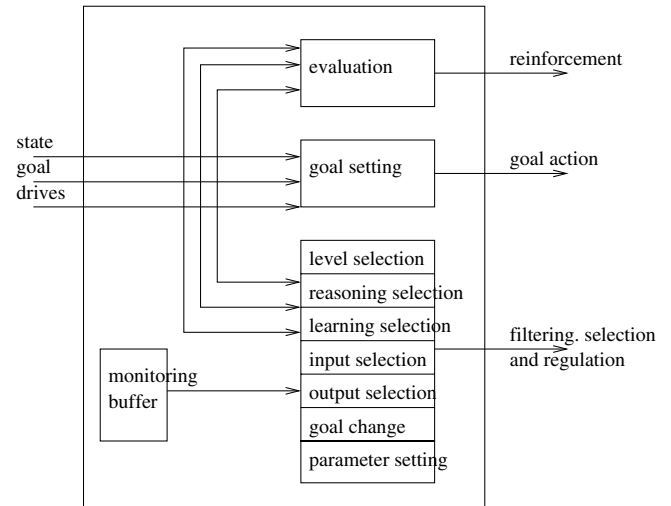 evaluation
reinforcement
state
goal
drives
goal setting
goal action
level selection
reasoning selection
learning selection
input selection
output selection
goal change
parameter setting
filtering. selection
and regulation
monitoring
buffer